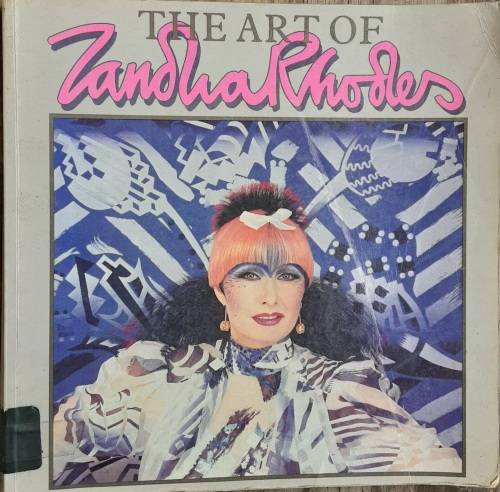 THE ART OF
Zandra Rhodes